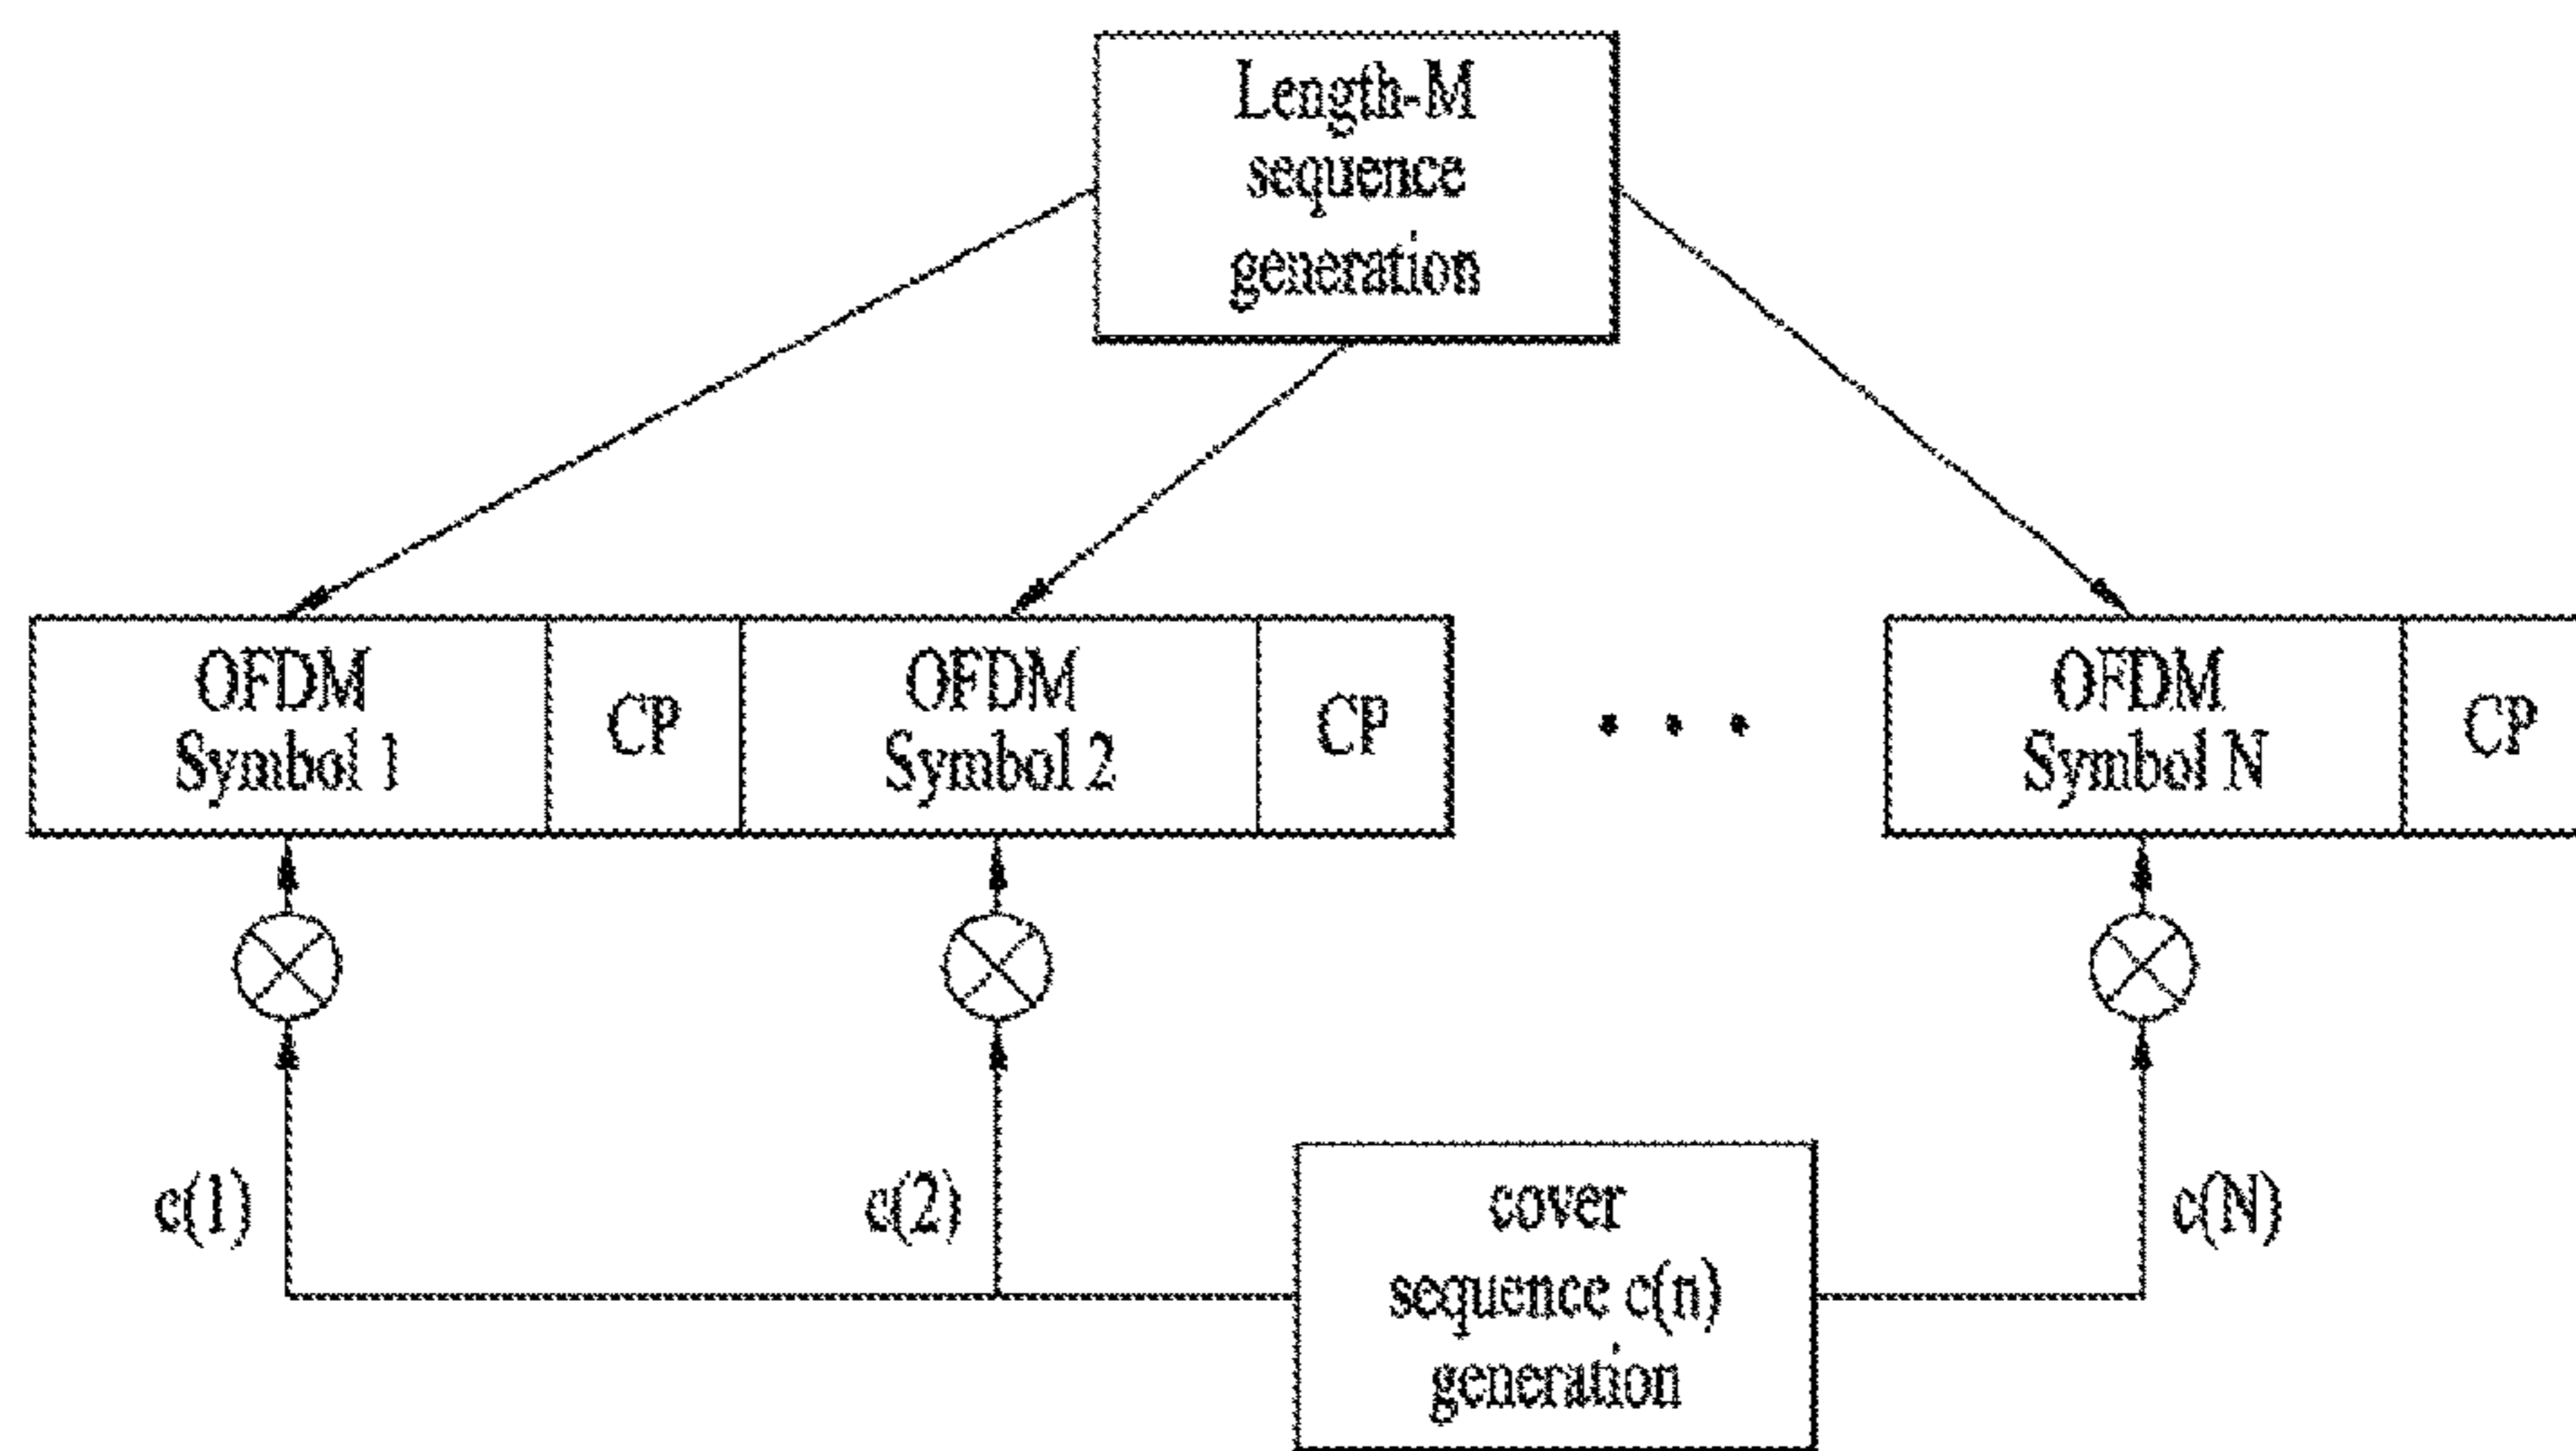 Length-M
sequence
generation
OFDM
Symbol 1
CP
OFDM
Symbol 2
CP
• • •
OFDM
Symbol N
CP
c(1)
c(2)
c(N)
cover
sequence c(n)
generation